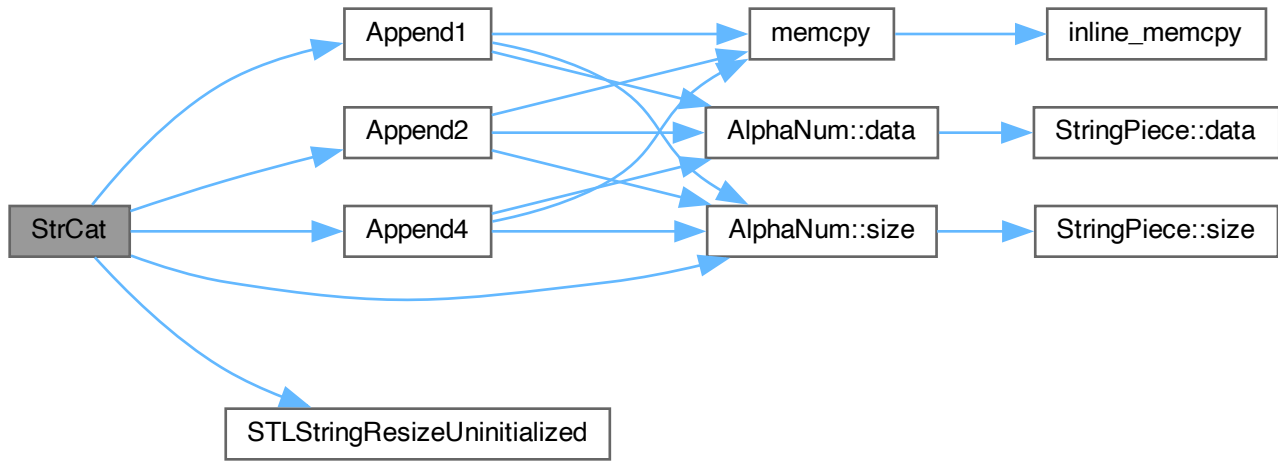 Append1
memcpy
inline_memcpy
Append2
AlphaNum::data
StringPiece::data
StrCat
Append4
AlphaNum::size
StringPiece::size
STLStringResizeUninitialized